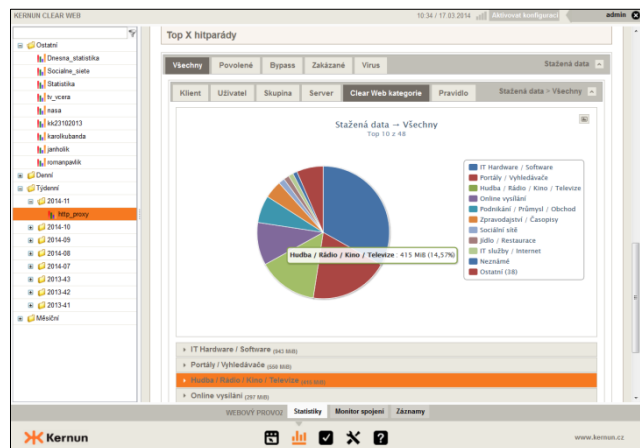 KERNUN CLEAR WEB
10:34 / 17.03.2014
Aktivovat konfiguraci
admin
Ostatní
Dnesna_statistika
Socialne_siete
Statistika
tv_vcera
nasa
kk23102013
karolkubanda
janholik
romanpavlik
Denní
Týdenní
2014-11
http_proxy
2014-10
2014-09
2014-08
2014-07
2013-43
2013-42
2013-41
Měsíční
Top X hitparády
Všechny Povolené Bypass Zakázané Virus
Stažená data
Klient Uživatel Skupina Server Clear Web kategorie Pravidlo
Stažená data > Všechny
Stažená data → Všechny
Top 10 z 48
IT Hardware / Software
Portály / Vyhledávače
Hudba / Rádio / Kino / Televize
Online vysílání
Podnikání / Průmysl / Obchod
Zpravodajství / Časopisy
Sociální sítě
Jídlo / Restaurace
IT služby / Internet
Neznámé
Ostatní (38)
Hudba / Rádio / Kino / Televize : 415 MiB (14,57%)
IT Hardware / Software (943 MiB)
Portály / Vyhledávače
Hudba / Rádio / Kino / Televize
Online vysílání (297 MiB)
WEBOVÝ PROVOZ Statistiky Monitor spojení Záznamy
Kernun
www.kernun.cz